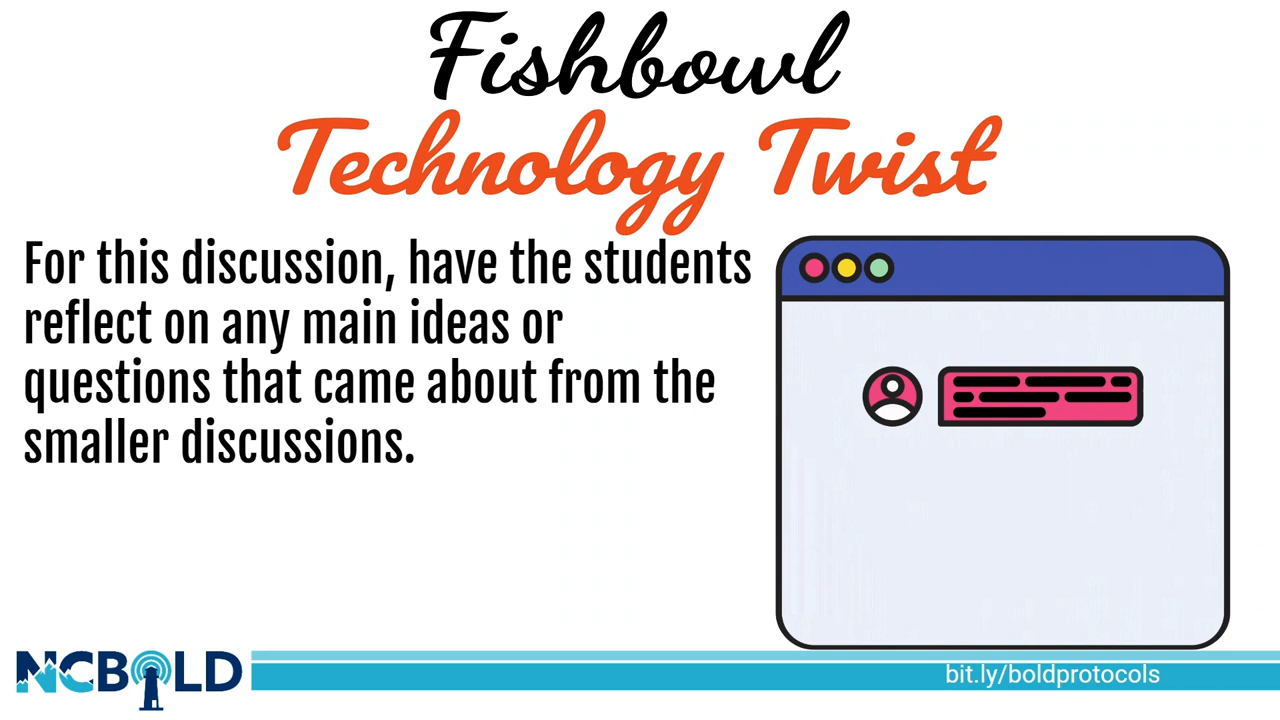 Fishbowl
Technology Twist
For this discussion, have the students
reflect on any main ideas or
questions that came about from the
smaller discussions.
NCBOLD
bit.ly/boldprotocols